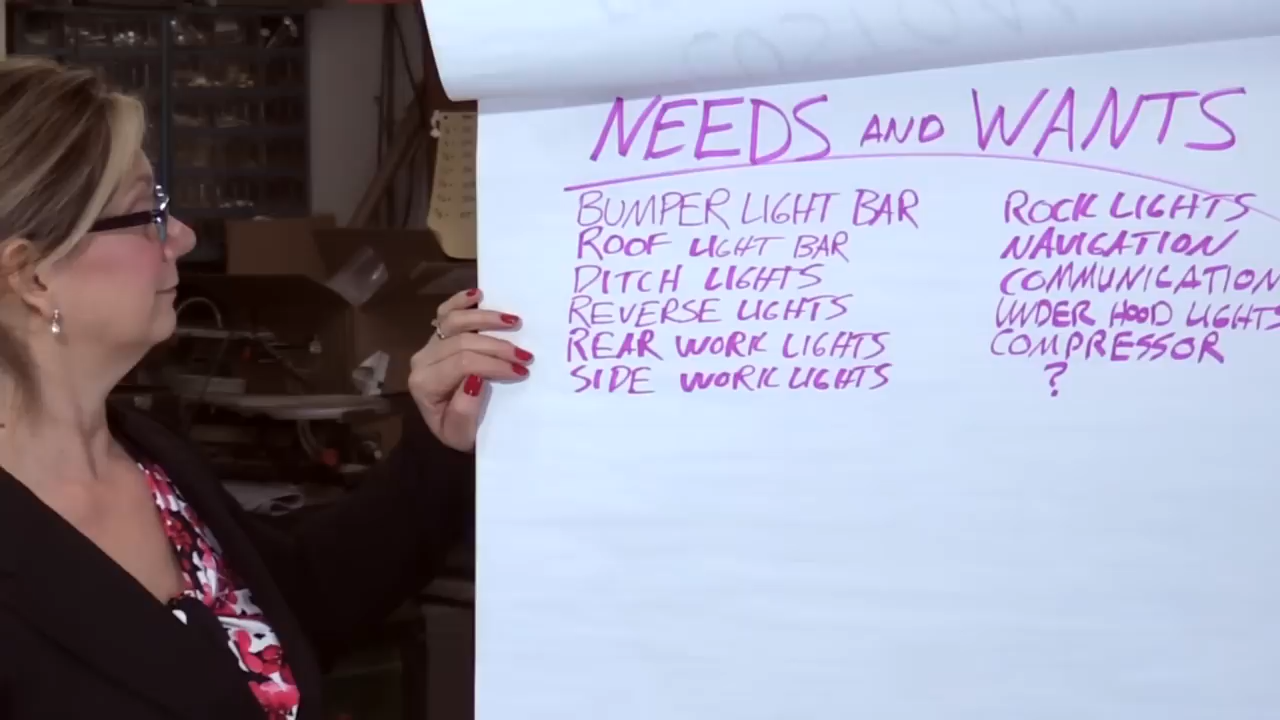 NEEDS AND WANTS
BUMPER LIGHT BAR
ROOF LIGHT BAR
DITCH LIGHTS
REVERSE LIGHTS
REAR WORK LIGHTS
SIDE WORK LIGHTS
ROCK LIGHTS
NAVIGATION
COMMUNICATION
UNDER HOOD LIGHTS
COMPRESSOR
?